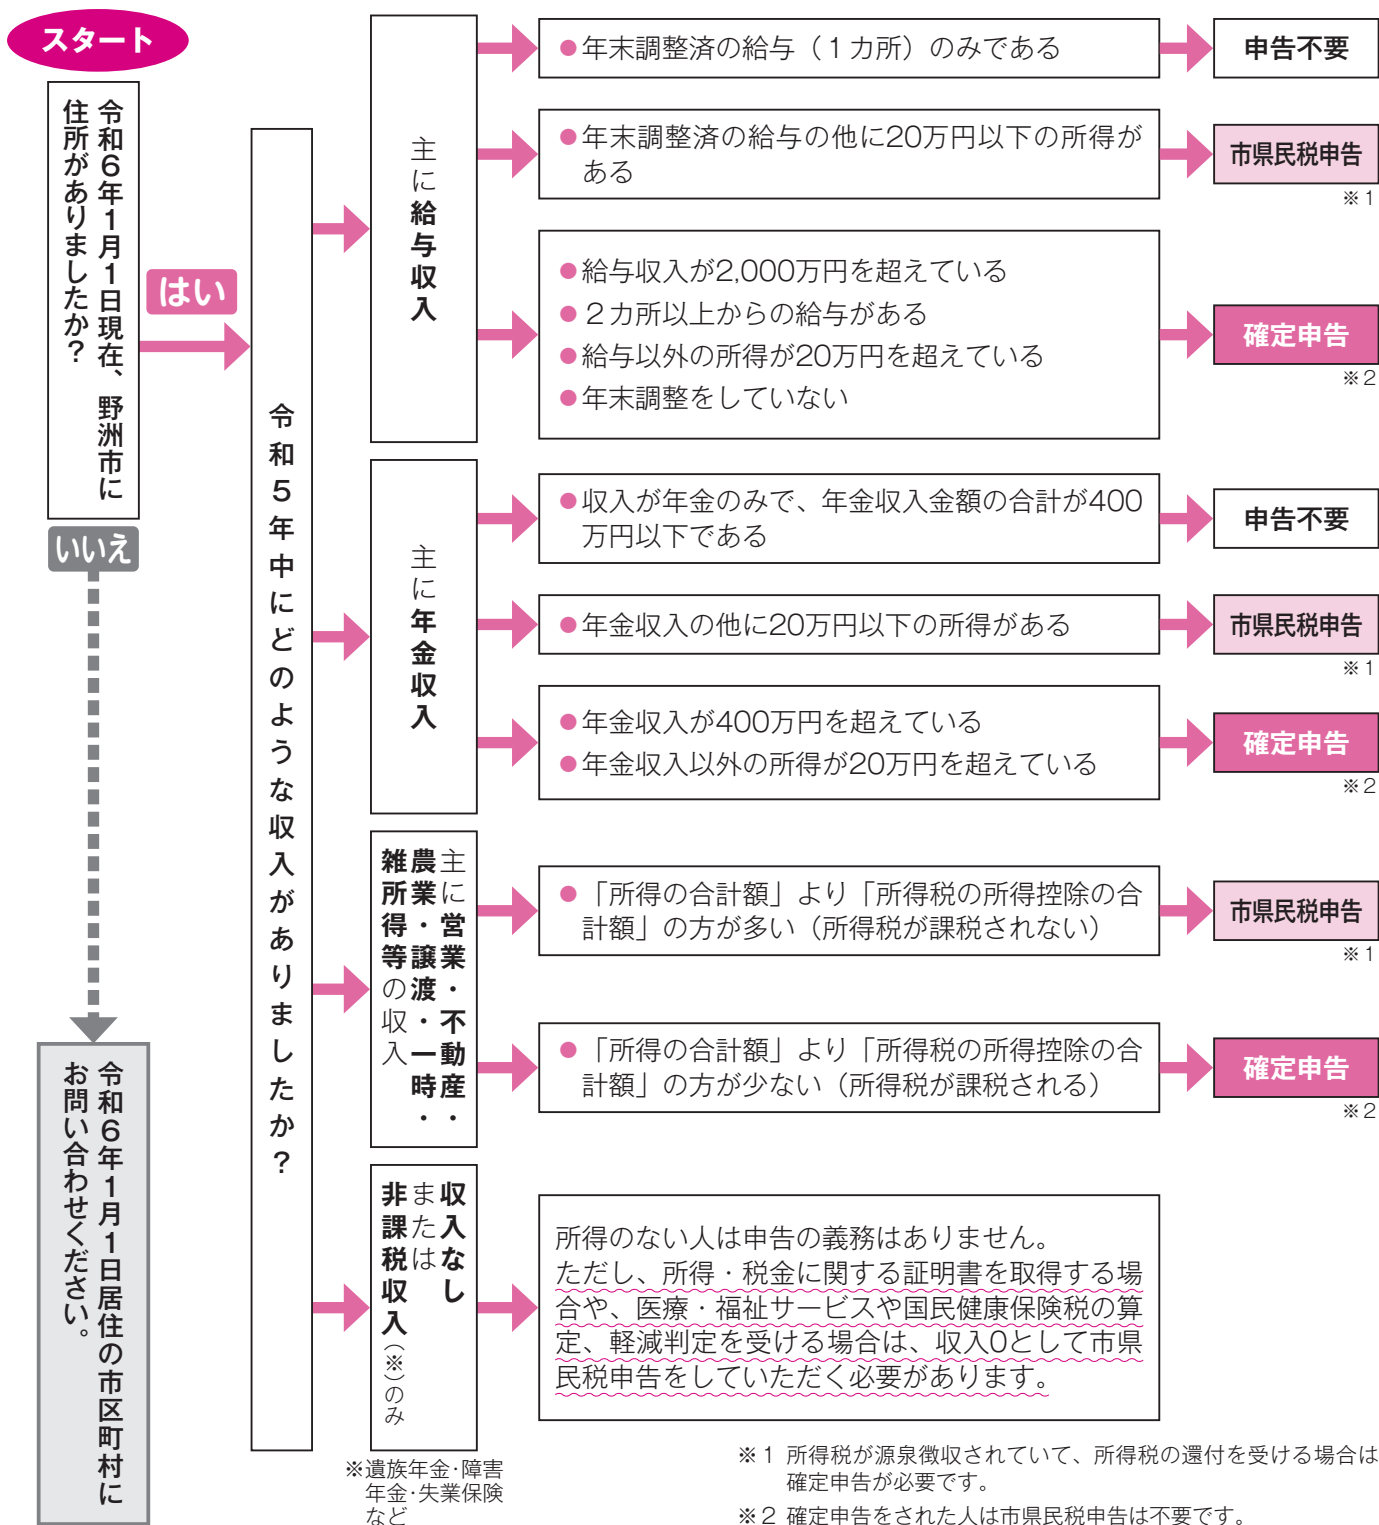 スタート
令和6年1月1日現在、野洲市に
住所がありましたか？
はい
いいえ
令和6年1月1日居住の市区町村に
お問い合わせください。
令和5年中にどのような収入がありましたか？
主に給与収入
●年末調整済の給与（1カ所）のみである
申告不要
●年末調整済の給与の他に20万円以下の所得が
ある
市県民税申告
※1
●給与収入が2,000万円を超えている
●2カ所以上からの給与がある
●給与以外の所得が20万円を超えている
●年末調整をしていない
確定申告
※2
主に年金収入
●収入が年金のみで、年金収入金額の合計が400
万円以下である
申告不要
●年金収入の他に20万円以下の所得がある
市県民税申告
※1
●年金収入が400万円を超えている
●年金収入以外の所得が20万円を超えている
確定申告
※2
主に営業・不動産・
農業・譲渡・一時・
雑所得等の収入
●「所得の合計額」より「所得税の所得控除の合
計額」の方が多い（所得税が課税されない）
市県民税申告
※1
●「所得の合計額」より「所得税の所得控除の合
計額」の方が少ない（所得税が課税される）
確定申告
※2
収入なし
または
非課税収入（※）のみ
所得のない人は申告の義務はありません。
ただし、所得・税金に関する証明書を取得する場
合や、医療・福祉サービスや国民健康保険税の算
定、軽減判定を受ける場合は、収入0として市県
民税申告をしていただく必要があります。
※遺族年金・障害
年金・失業保険
など
※1 所得税が源泉徴収されていて、所得税の還付を受ける場合は
確定申告が必要です。
※2 確定申告をされた人は市県民税申告は不要です。